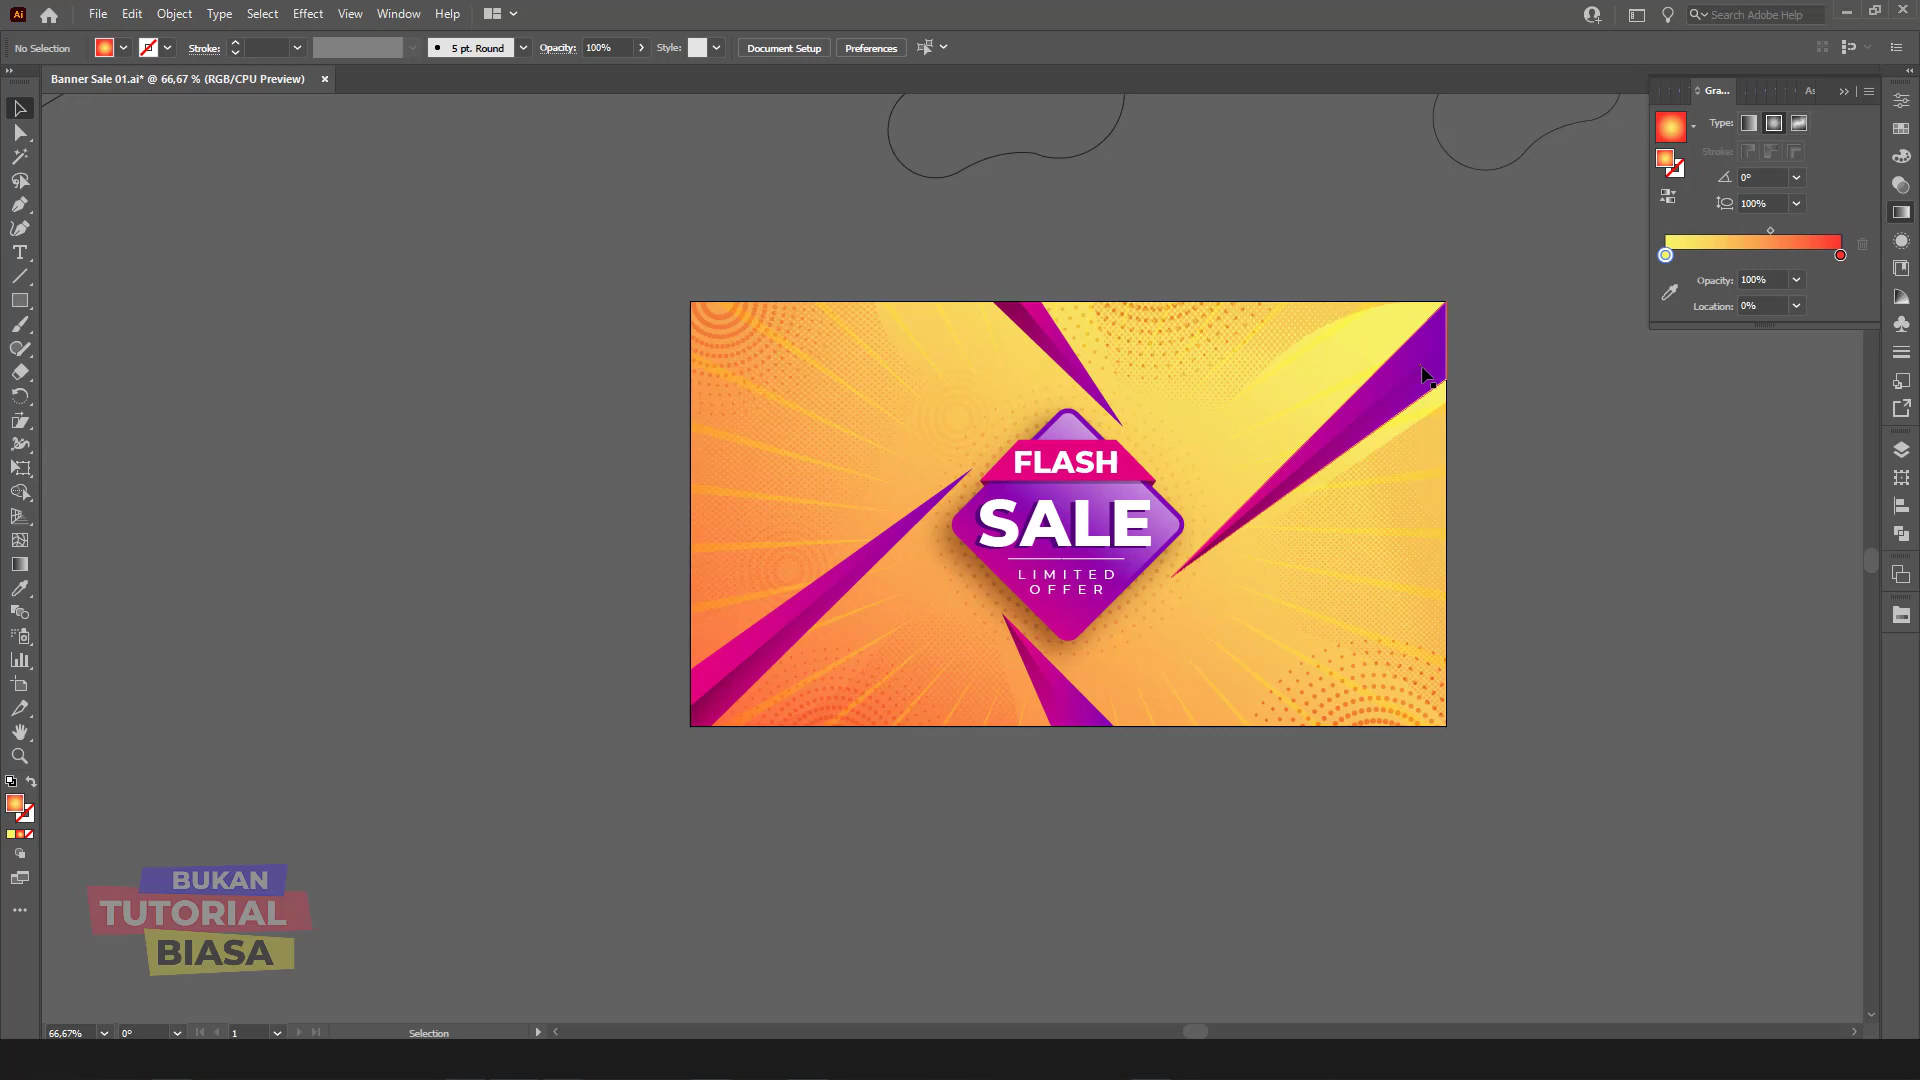 Ai File Edit Object Type Select Effect View Window Help Search Adobe Help
No Selection Stroke: 5 pt. Round Opacity: 100% Style: Document Setup Preferences
Banner Sale 01.ai* @ 66,67 % (RGB/CPU Preview) ×
Gra... As
Type:
Stroke:
0°
100%
Opacity: 100%
Location: 0%
FLASH
SALE
LIMITED
OFFER
BUKAN
TUTORIAL
BIASA
66,67% 0° 1 Selection